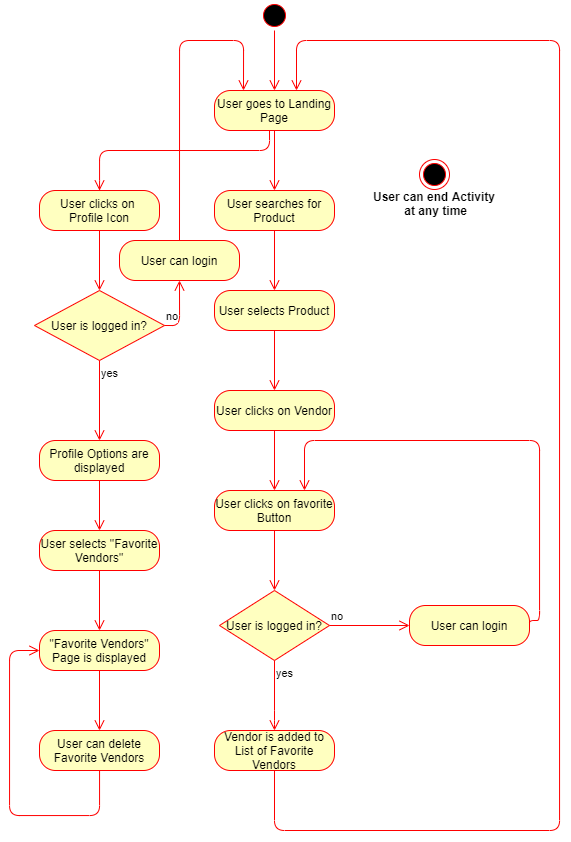 User goes to Landing
Page
User can end Activity
at any time
User clicks on
Profile Icon
User searches for
Product
User can login
User is logged in?
no
User selects Product
yes
User clicks on Vendor
Profile Options are
displayed
User clicks on favorite
Button
User selects "Favorite
Vendors"
User is logged in?
no
User can login
"Favorite Vendors"
Page is displayed
yes
User can delete
Favorite Vendors
Vendor is added to
List of Favorite
Vendors